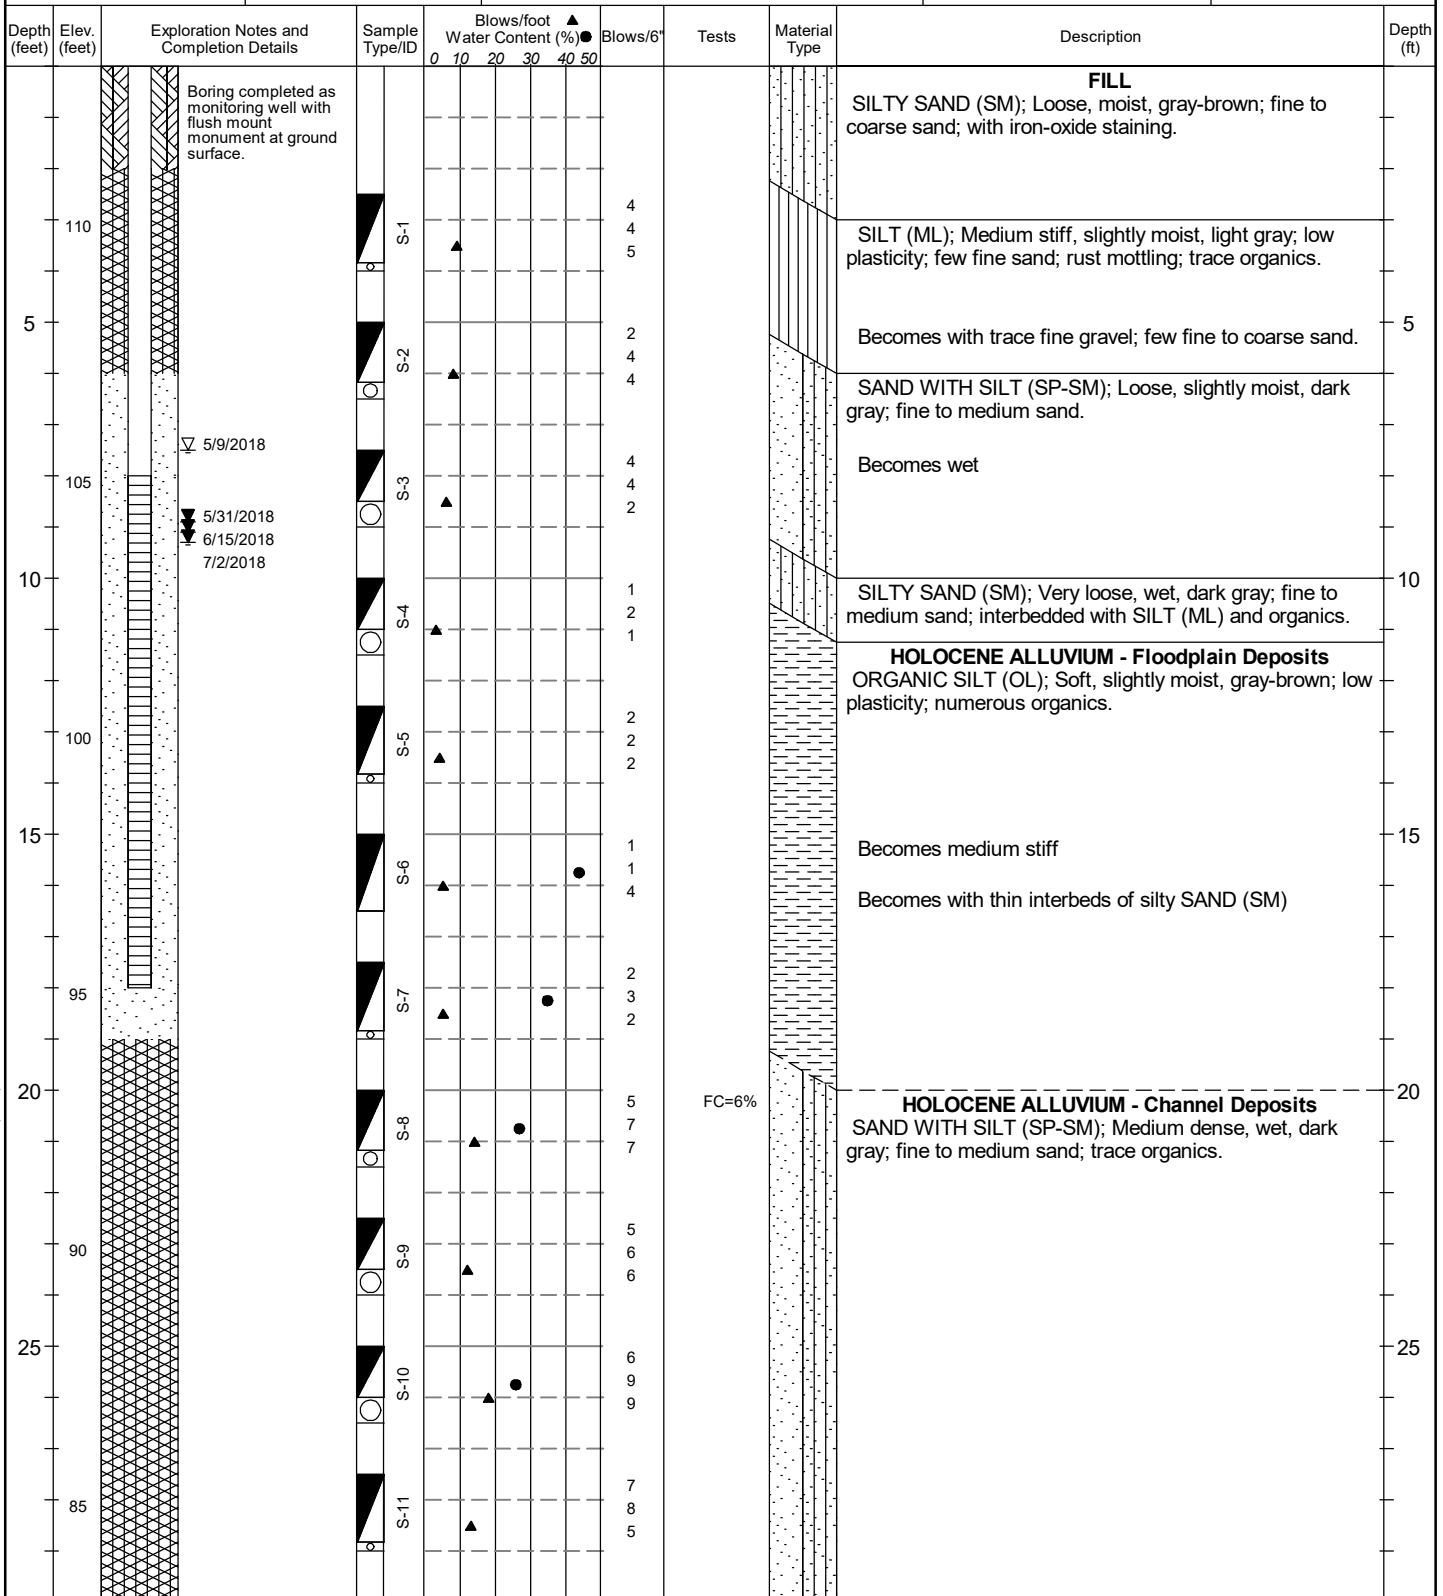 Depth
(feet)
Elev.
(feet)
Exploration Notes and
Completion Details
Sample
Type/ID
Blows/foot ▲
Water Content (%)●
0 10 20 30 40 50
Blows/6"
Tests
Material
Type
Description
Depth
(ft)
Boring completed as
monitoring well with
flush mount
monument at ground
surface.
FILL
SILTY SAND (SM); Loose, moist, gray-brown; fine to
coarse sand; with iron-oxide staining.
110
S-1
4
4
5
SILT (ML); Medium stiff, slightly moist, light gray; low
plasticity; few fine sand; rust mottling; trace organics.
5
S-2
2
4
4
Becomes with trace fine gravel; few fine to coarse sand.
5
SAND WITH SILT (SP-SM); Loose, slightly moist, dark
gray; fine to medium sand.
5/9/2018
105
S-3
4
4
2
Becomes wet
5/31/2018
6/15/2018
7/2/2018
10
S-4
1
2
1
SILTY SAND (SM); Very loose, wet, dark gray; fine to
medium sand; interbedded with SILT (ML) and organics.
10
HOLOCENE ALLUVIUM - Floodplain Deposits
ORGANIC SILT (OL); Soft, slightly moist, gray-brown; low
plasticity; numerous organics.
100
S-5
2
2
2
15
S-6
1
1
4
Becomes medium stiff
15
Becomes with thin interbeds of silty SAND (SM)
95
S-7
2
3
2
20
S-8
5
7
7
FC=6%
20
HOLOCENE ALLUVIUM - Channel Deposits
SAND WITH SILT (SP-SM); Medium dense, wet, dark
gray; fine to medium sand; trace organics.
90
S-9
5
6
6
25
S-10
6
9
9
25
85
S-11
7
8
5